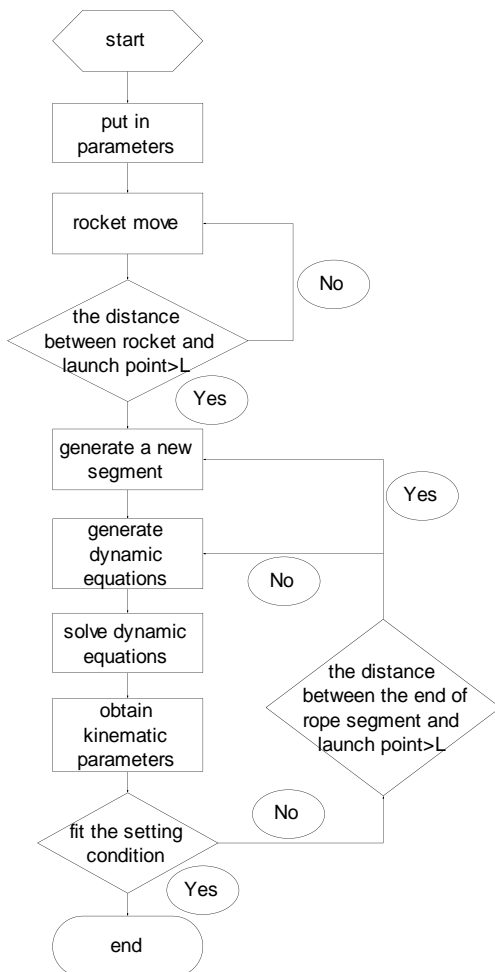 start
put in
parameters
rocket move
No
the distance
between rocket and
launch point>L
Yes
generate a new
segment
Yes
generate
dynamic
equations
No
solve dynamic
equations
the distance
between the end of
rope segment and
launch point>L
obtain
kinematic
parameters
No
fit the setting
condition
Yes
end